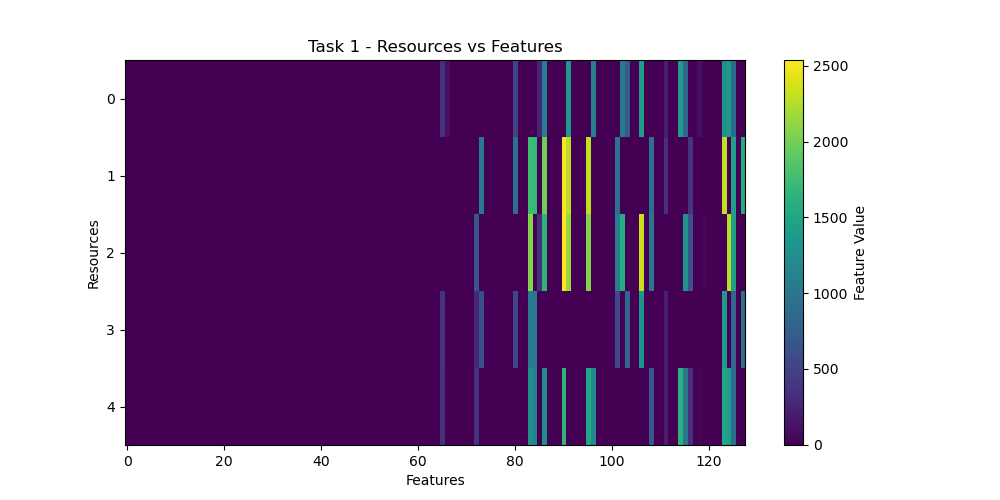 Task 1 - Resources vs Features
Resources
0
1
2
3
4
0 20 40 60 80 100 120
Features
2500
2000
1500
1000
500
0
Feature Value